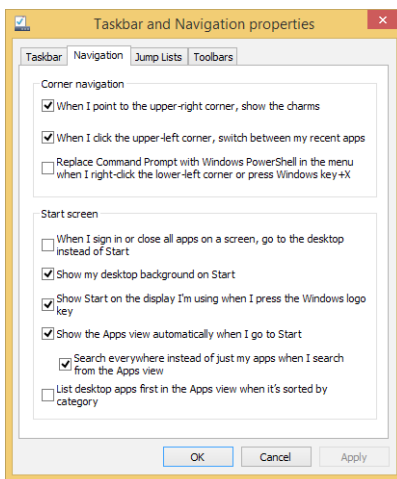 Taskbar and Navigation properties
Taskbar Navigation Jump Lists Toolbars
Corner navigation
When I point to the upper-right corner, show the charms
When I click the upper-left corner, switch between my recent apps
Replace Command Prompt with Windows PowerShell in the menu
when I right-click the lower-left corner or press Windows key+X
Start screen
When I sign in or close all apps on a screen, go to the desktop
instead of Start
Show my desktop background on Start
Show Start on the display I'm using when I press the Windows logo
key
Show the Apps view automatically when I go to Start
Search everywhere instead of just my apps when I search
from the Apps view
List desktop apps first in the Apps view when it's sorted by
category
OK Cancel Apply